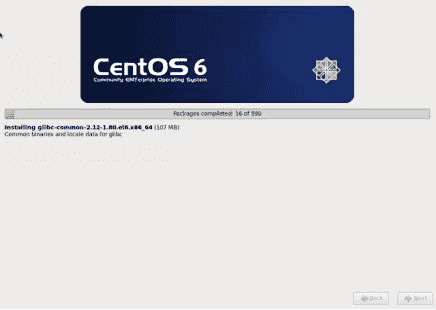 CentOS 6
Community ENTerprise Operating System
Packages completed: 16 of 590
Installing glibc-common-2.12-1.80.el6.x86_64 (107 MB)
Common binaries and locale data for glibc
Back
Next